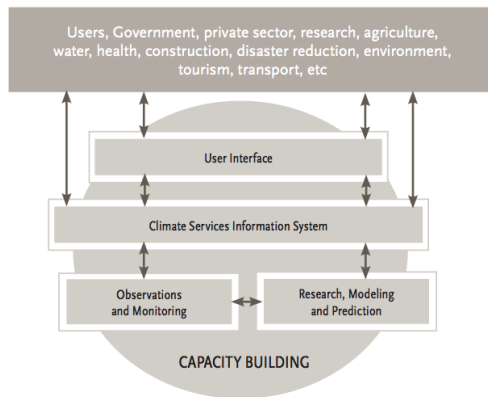 Users, Government, private sector, research, agriculture,
water, health, construction, disaster reduction, environment,
tourism, transport, etc
User Interface
Climate Services Information System
Observations
and Monitoring
Research, Modeling
and Prediction
CAPACITY BUILDING